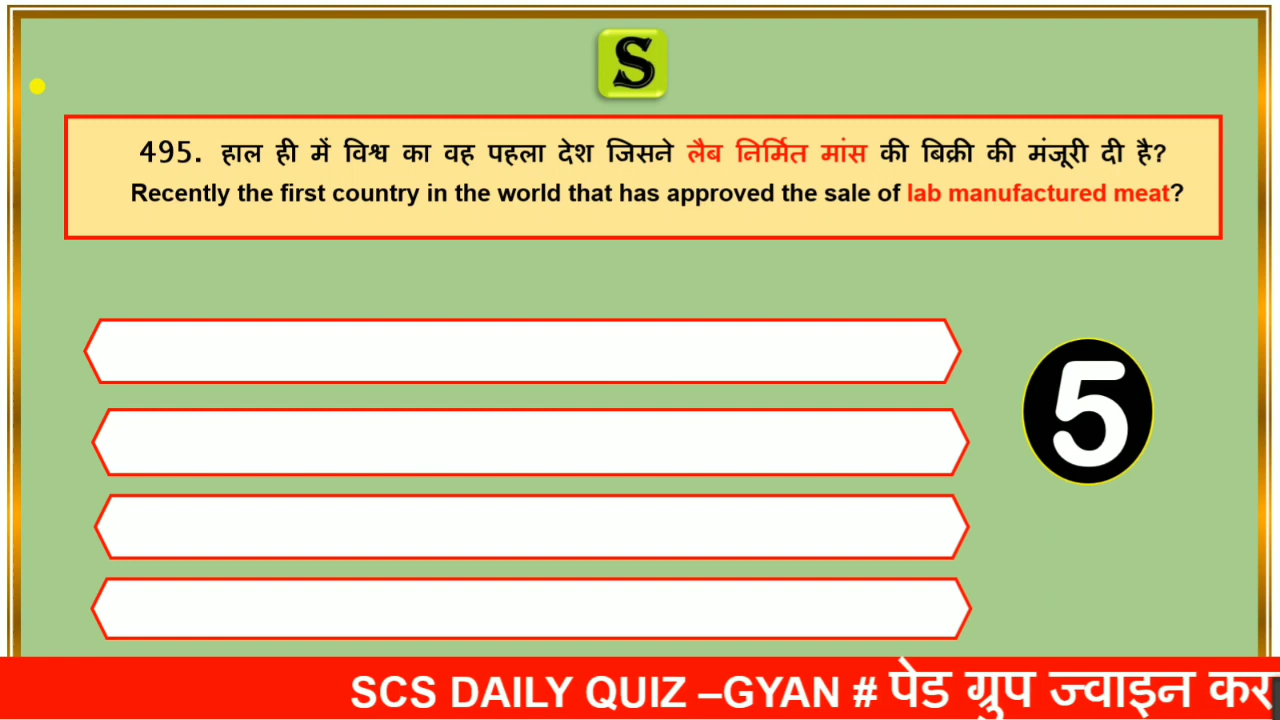 S
495. हाल ही में विश्व का वह पहला देश जिसने लैब निर्मित मांस की बिक्री की मंजूरी दी है?
Recently the first country in the world that has approved the sale of lab manufactured meat?
5
SCS DAILY QUIZ –GYAN # पेड ग्रुप ज्वाइन कर